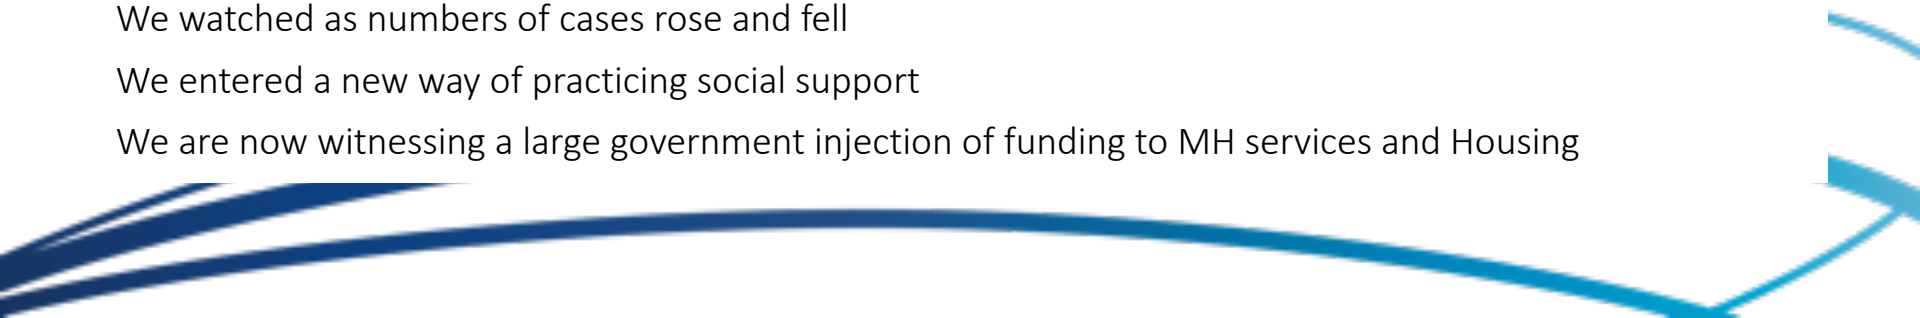 We watched as numbers of cases rose and fell
We entered a new way of practicing social support
We are now witnessing a large government injection of funding to MH services and Housing